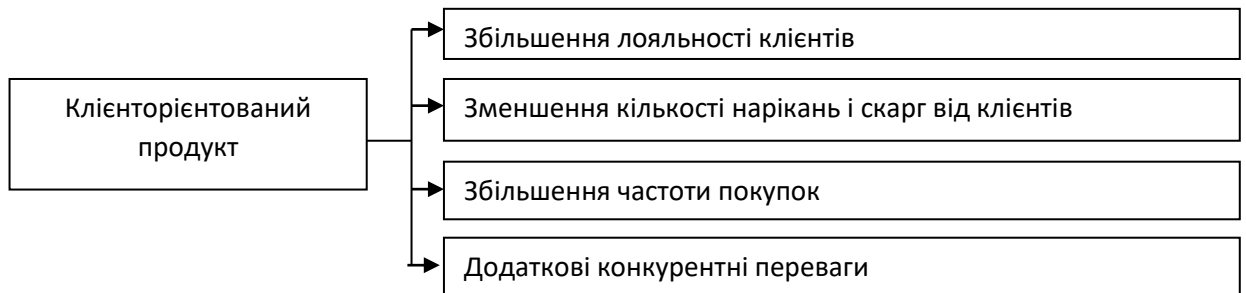 Збільшення лояльності клієнтів
Клієнторієнтований
продукт
Зменшення кількості нарікань і скарг від клієнтів
Збільшення частоти покупок
Додаткові конкурентні переваги